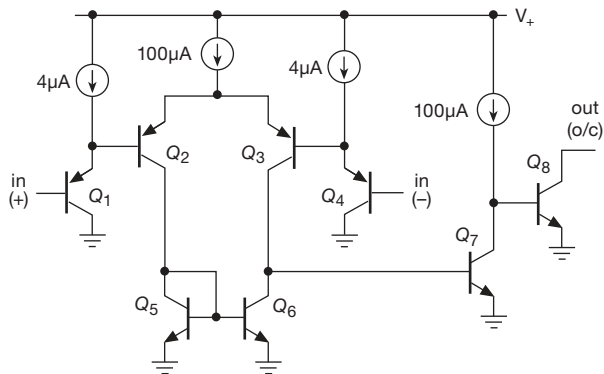 V+
100μA
4μA
4μA
100μA
out
(o/c)
Q2
Q3
Q8
in
(+)
Q1
Q4
in
(−)
Q7
Q5
Q6